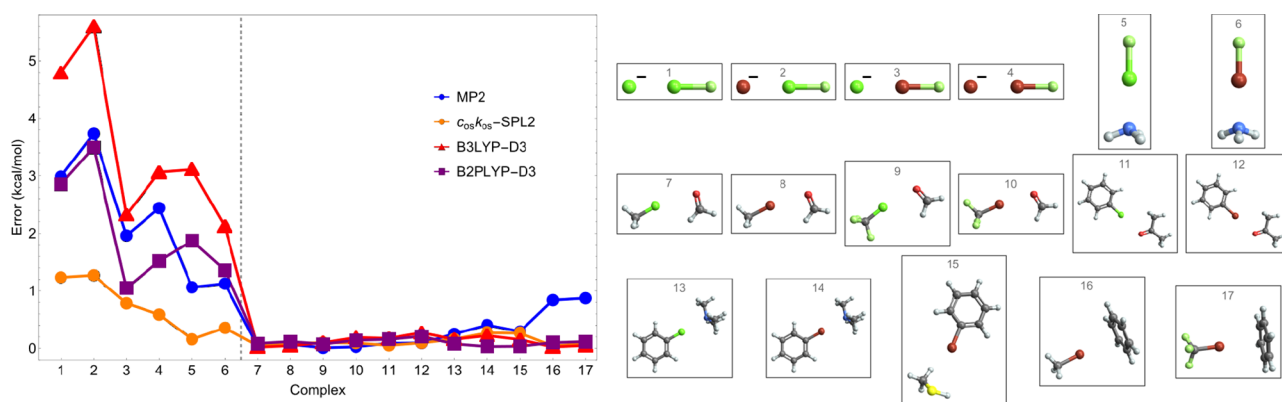 Error (kcal/mol)
5
4
3
2
1
0
MP2
c_os k_os-SPL2
B3LYP-D3
B2PLYP-D3
1 2 3 4 5 6 7 8 9 10 11 12 13 14 15 16 17
Complex
1 − 2 − 3 − 4 − 5 6
7 8 9 10 11 12
13 14 15 16 17